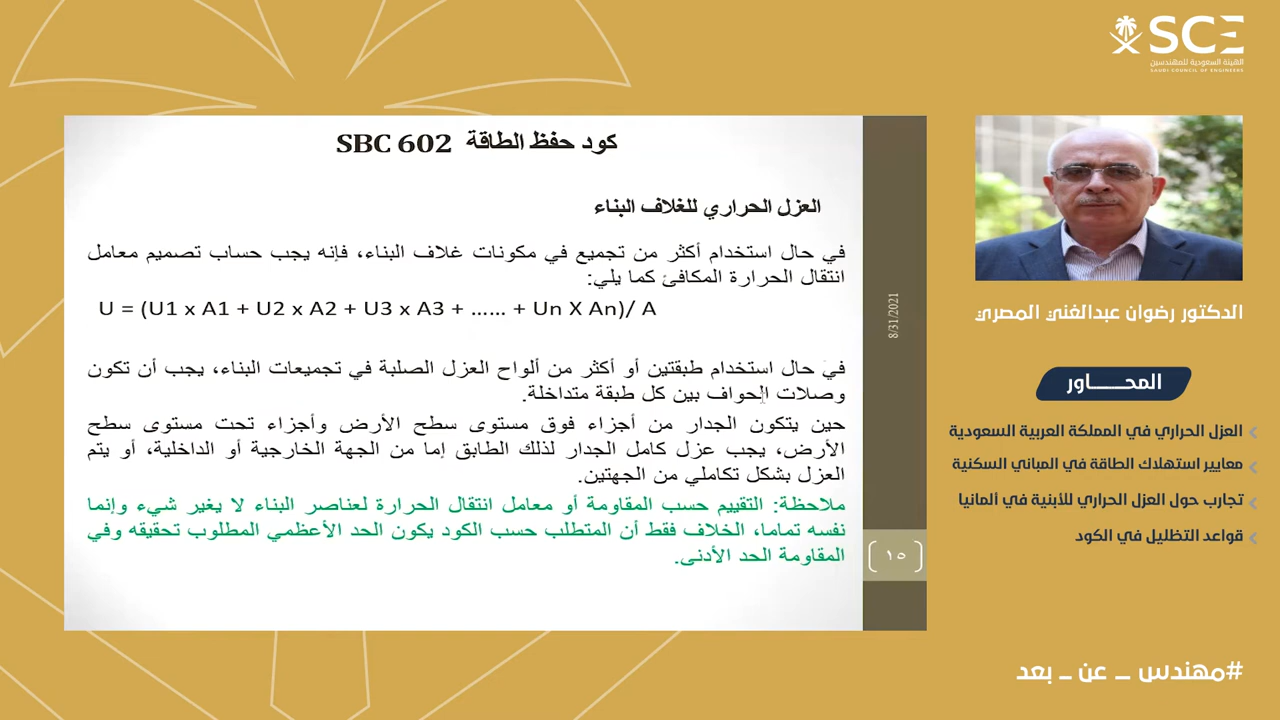 SCE
الهيئة السعودية للمهندسين
SAUDI COUNCIL OF ENGINEERS
كود حفظ الطاقة SBC 602
العزل الحراري للغلاف البناء
في حال استخدام أكثر من تجميع في مكونات غلاف البناء، فإنه يجب حساب تصميم معامل
انتقال الحرارة المكافئ كما يلي:
U = (U1 x A1 + U2 x A2 + U3 x A3 + ...... + Un X An)/ A
في حال استخدام طبقتين أو أكثر من ألواح العزل الصلبة في تجميعات البناء، يجب أن تكون
وصلات الحواف بين كل طبقة متداخلة.
حين يتكون الجدار من أجزاء فوق مستوى سطح الأرض وأجزاء تحت مستوى سطح
الأرض، يجب عزل كامل الجدار لذلك الطابق إما من الجهة الخارجية أو الداخلية، أو يتم
العزل بشكل تكاملي من الجهتين.
ملاحظة: التقييم حسب المقاومة أو معامل انتقال الحرارة لعناصر البناء لا يغير شيء وإنما
نفسه تماما، الخلاف فقط أن المتطلب حسب الكود يكون الحد الأعظمي المطلوب تحقيقه وفي
المقاومة الحد الأدنى.
8/31/2021
١٥
الدكتور رضوان عبدالغني المصري
المحـــــاور
العزل الحراري في المملكة العربية السعودية
معايير استهلاك الطاقة في المباني السكنية
تجارب حول العزل الحراري للأبنية في ألمانيا
قواعد التظليل في الكود
#مهندس _ عن _ بعد